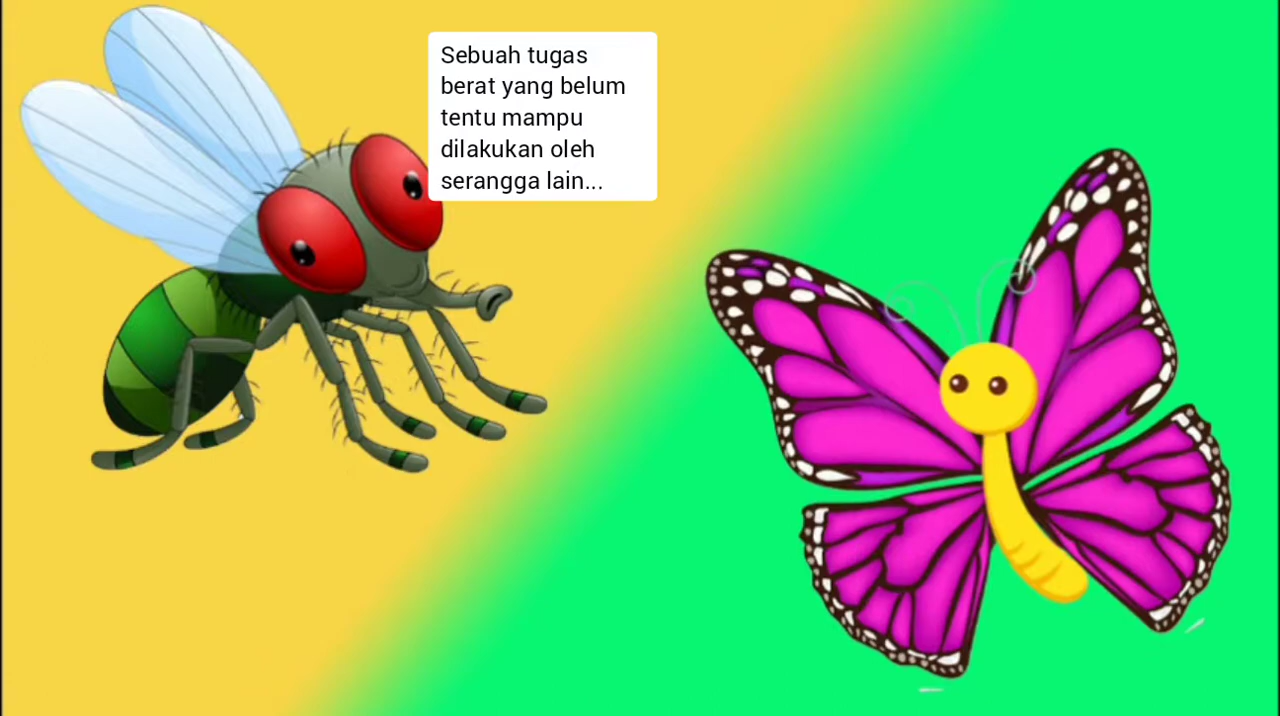 Sebuah tugas
berat yang belum
tentu mampu
dilakukan oleh
serangga lain...